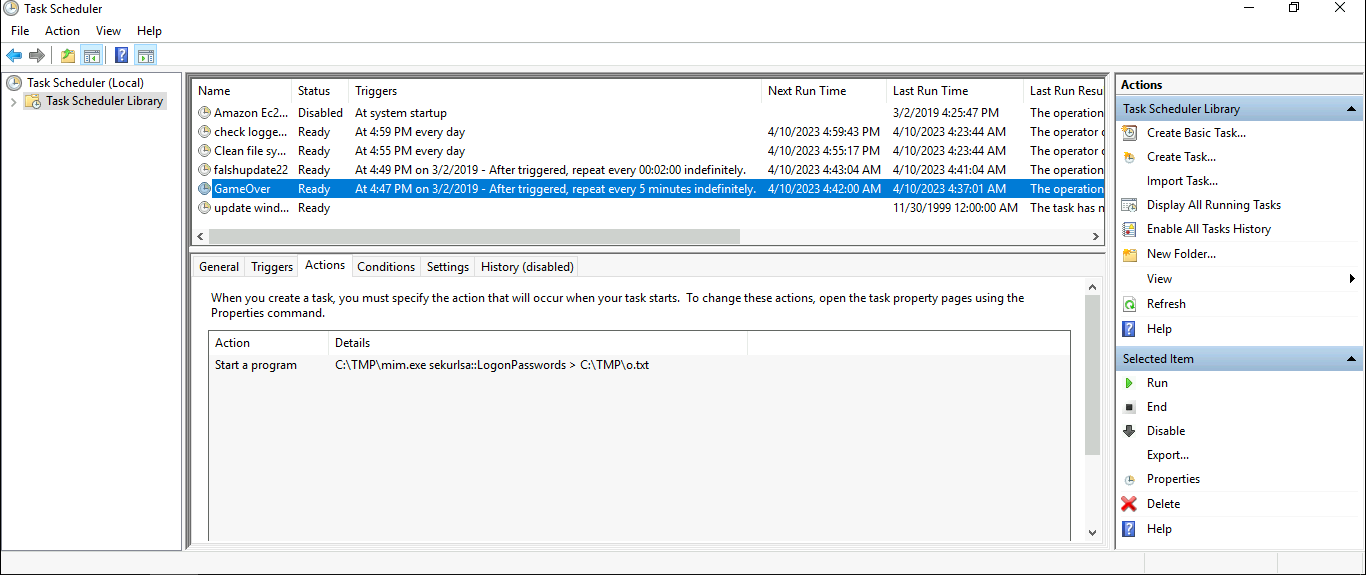 Task Scheduler
File Action View Help
Task Scheduler (Local)
Task Scheduler Library
Name Status Triggers Next Run Time Last Run Time Last Run Resu
Amazon Ec2... Disabled At system startup 3/2/2019 4:25:47 PM The operation
check logge... Ready At 4:59 PM every day 4/10/2023 4:59:43 PM 4/10/2023 4:23:44 AM The operator o
Clean file sy... Ready At 4:55 PM every day 4/10/2023 4:55:17 PM 4/10/2023 4:23:44 AM The operator o
falshupdate22 Ready At 4:49 PM on 3/2/2019 - After triggered, repeat every 00:02:00 indefinitely. 4/10/2023 4:43:04 AM 4/10/2023 4:41:04 AM The operation
GameOver Ready At 4:47 PM on 3/2/2019 - After triggered, repeat every 5 minutes indefinitely. 4/10/2023 4:42:00 AM 4/10/2023 4:37:01 AM The operation
update wind... Ready 11/30/1999 12:00:00 AM The task has n
General Triggers Actions Conditions Settings History (disabled)
When you create a task, you must specify the action that will occur when your task starts. To change these actions, open the task property pages using the
Properties command.
Action Details
Start a program C:\TMP\mim.exe sekurlsa::LogonPasswords > C:\TMP\o.txt
Actions
Task Scheduler Library
Create Basic Task...
Create Task...
Import Task...
Display All Running Tasks
Enable All Tasks History
New Folder...
View
Refresh
Help
Selected Item
Run
End
Disable
Export...
Properties
Delete
Help